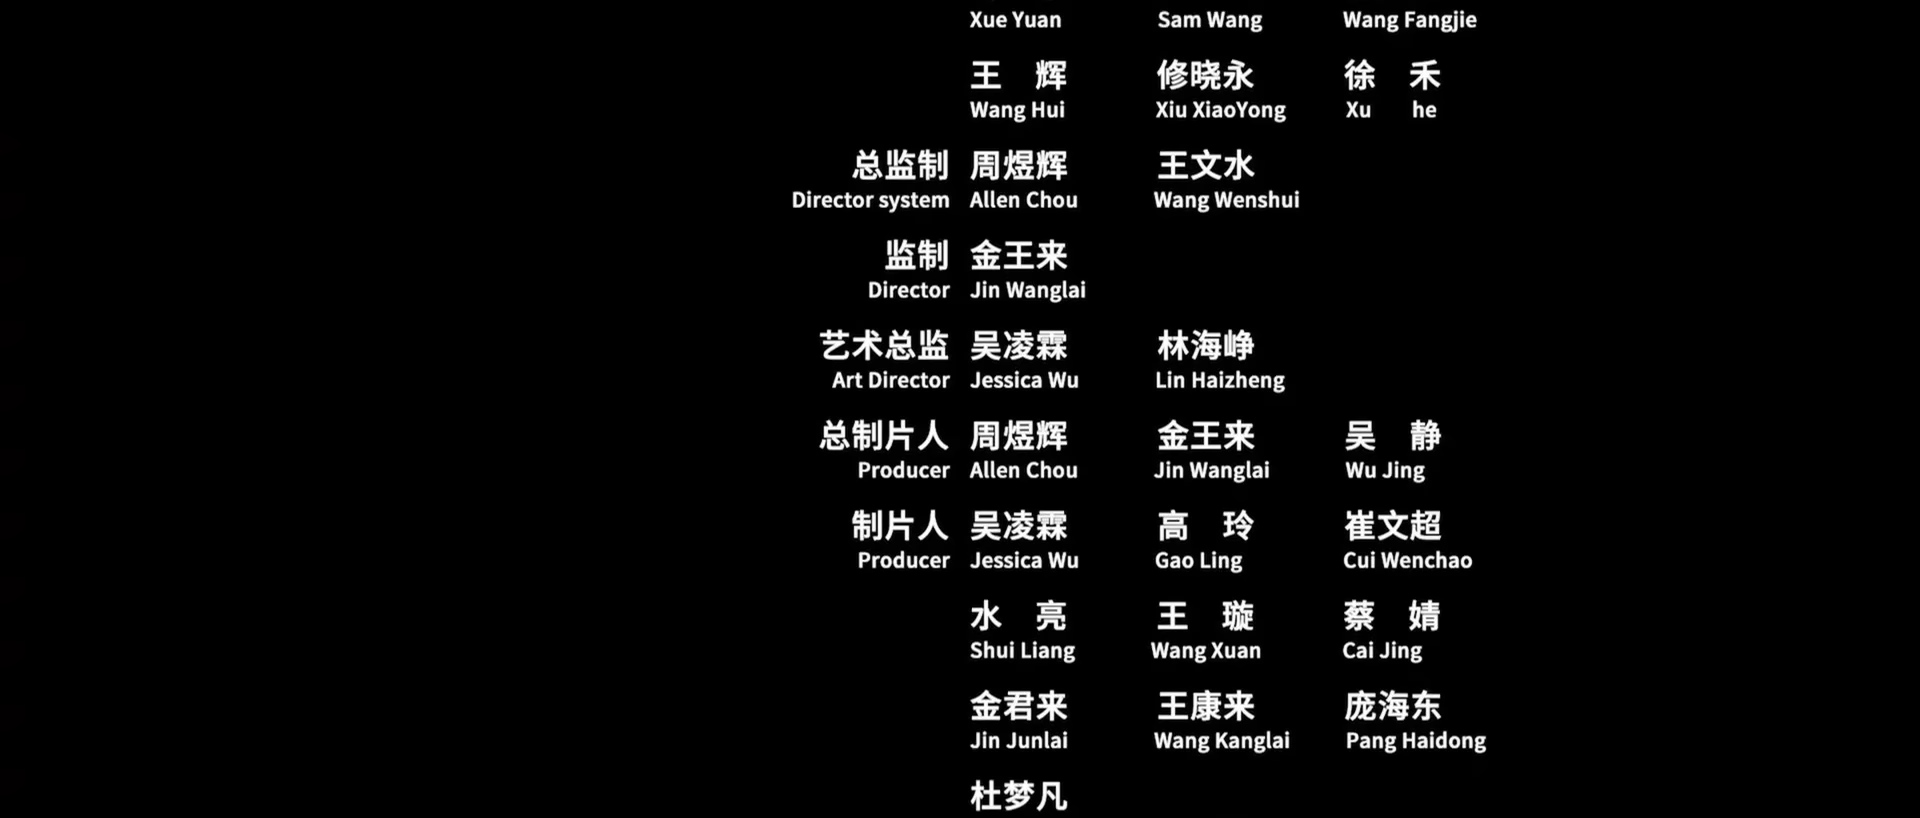 Xue Yuan Sam Wang Wang Fangjie
王 辉 修晓永 徐 禾
Wang Hui Xiu XiaoYong Xu he
总监制 周煜辉 王文水
Director system Allen Chou Wang Wenshui
监制 金王来
Director Jin Wanglai
艺术总监 吴凌霖 林海峥
Art Director Jessica Wu Lin Haizheng
总制片人 周煜辉 金王来 吴 静
Producer Allen Chou Jin Wanglai Wu Jing
制片人 吴凌霖 高 玲 崔文超
Producer Jessica Wu Gao Ling Cui Wenchao
水 亮 王 璇 蔡 婧
Shui Liang Wang Xuan Cai Jing
金君来 王康来 庞海东
Jin Junlai Wang Kanglai Pang Haidong
杜梦凡